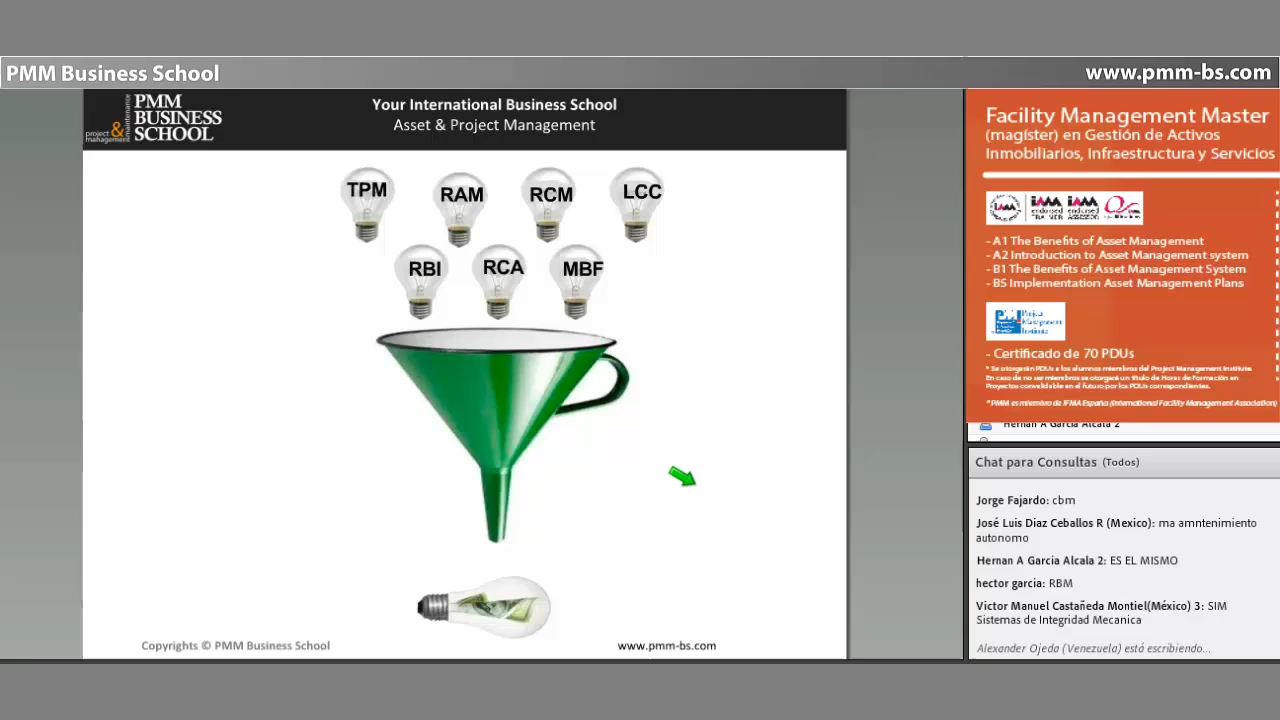 PMM Business School
www.pmm-bs.com
project & management
maintenance
PMM
BUSINESS
SCHOOL
Your International Business School
Asset & Project Management
TPM
RAM
RCM
LCC
RBI
RCA
MBF
Copyrights © PMM Business School
www.pmm-bs.com
Facility Management Master
(magíster) en Gestión de Activos
Inmobiliarios, Infraestructura y Servicios
- A1 The Benefits of Asset Management
- A2 Introduction to Asset Management system
- B1 The Benefits of Asset Management System
- B5 Implementation Asset Management Plans
Project
Management
Institute
- Certificado de 70 PDUs
* Se otorgarán PDUs a los alumnos miembros del Project Management Institute.
En caso de no ser miembros se otorgará un título de Horas de Formación en
Proyectos convalidable en el futuro por los PDUs correspondientes.
* PMM es miembro de IFMA España (International Facility Management Association)
Hernan A Garcia Alcala 2
Chat para Consultas (Todos)
Jorge Fajardo: cbm
José Luis Diaz Ceballos R (Mexico): ma amntenimiento
autonomo
Hernan A Garcia Alcala 2: ES EL MISMO
hector garcia: RBM
Victor Manuel Castañeda Montiel(México) 3: SIM
Sistemas de Integridad Mecanica
Alexander Ojeda (Venezuela) está escribiendo...